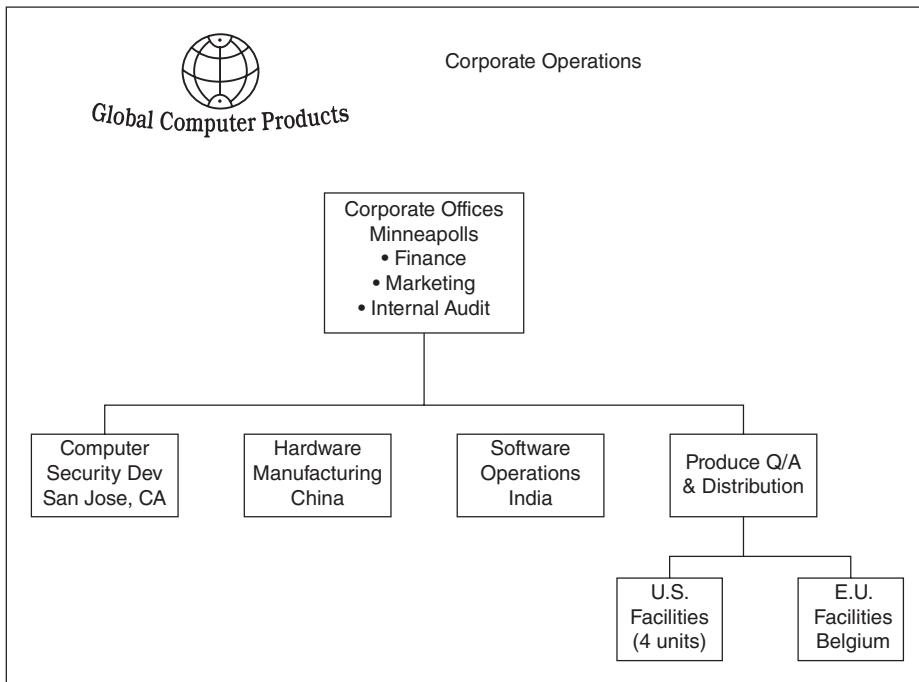 Global Computer Products
Corporate Operations
Corporate Offices
Minneapolls
• Finance
• Marketing
• Internal Audit
Computer
Security Dev
San Jose, CA
Hardware
Manufacturing
China
Software
Operations
India
Produce Q/A
& Distribution
U.S.
Facilities
(4 units)
E.U.
Facilities
Belgium